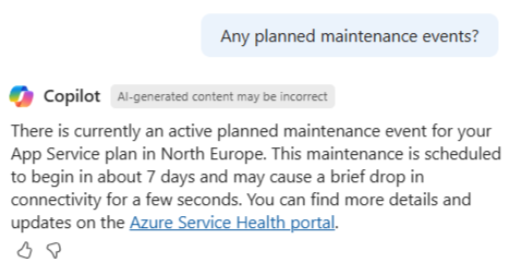 Any planned maintenance events?
Copilot AI-generated content may be incorrect
There is currently an active planned maintenance event for your
App Service plan in North Europe. This maintenance is scheduled
to begin in about 7 days and may cause a brief drop in
connectivity for a few seconds. You can find more details and
updates on the Azure Service Health portal.